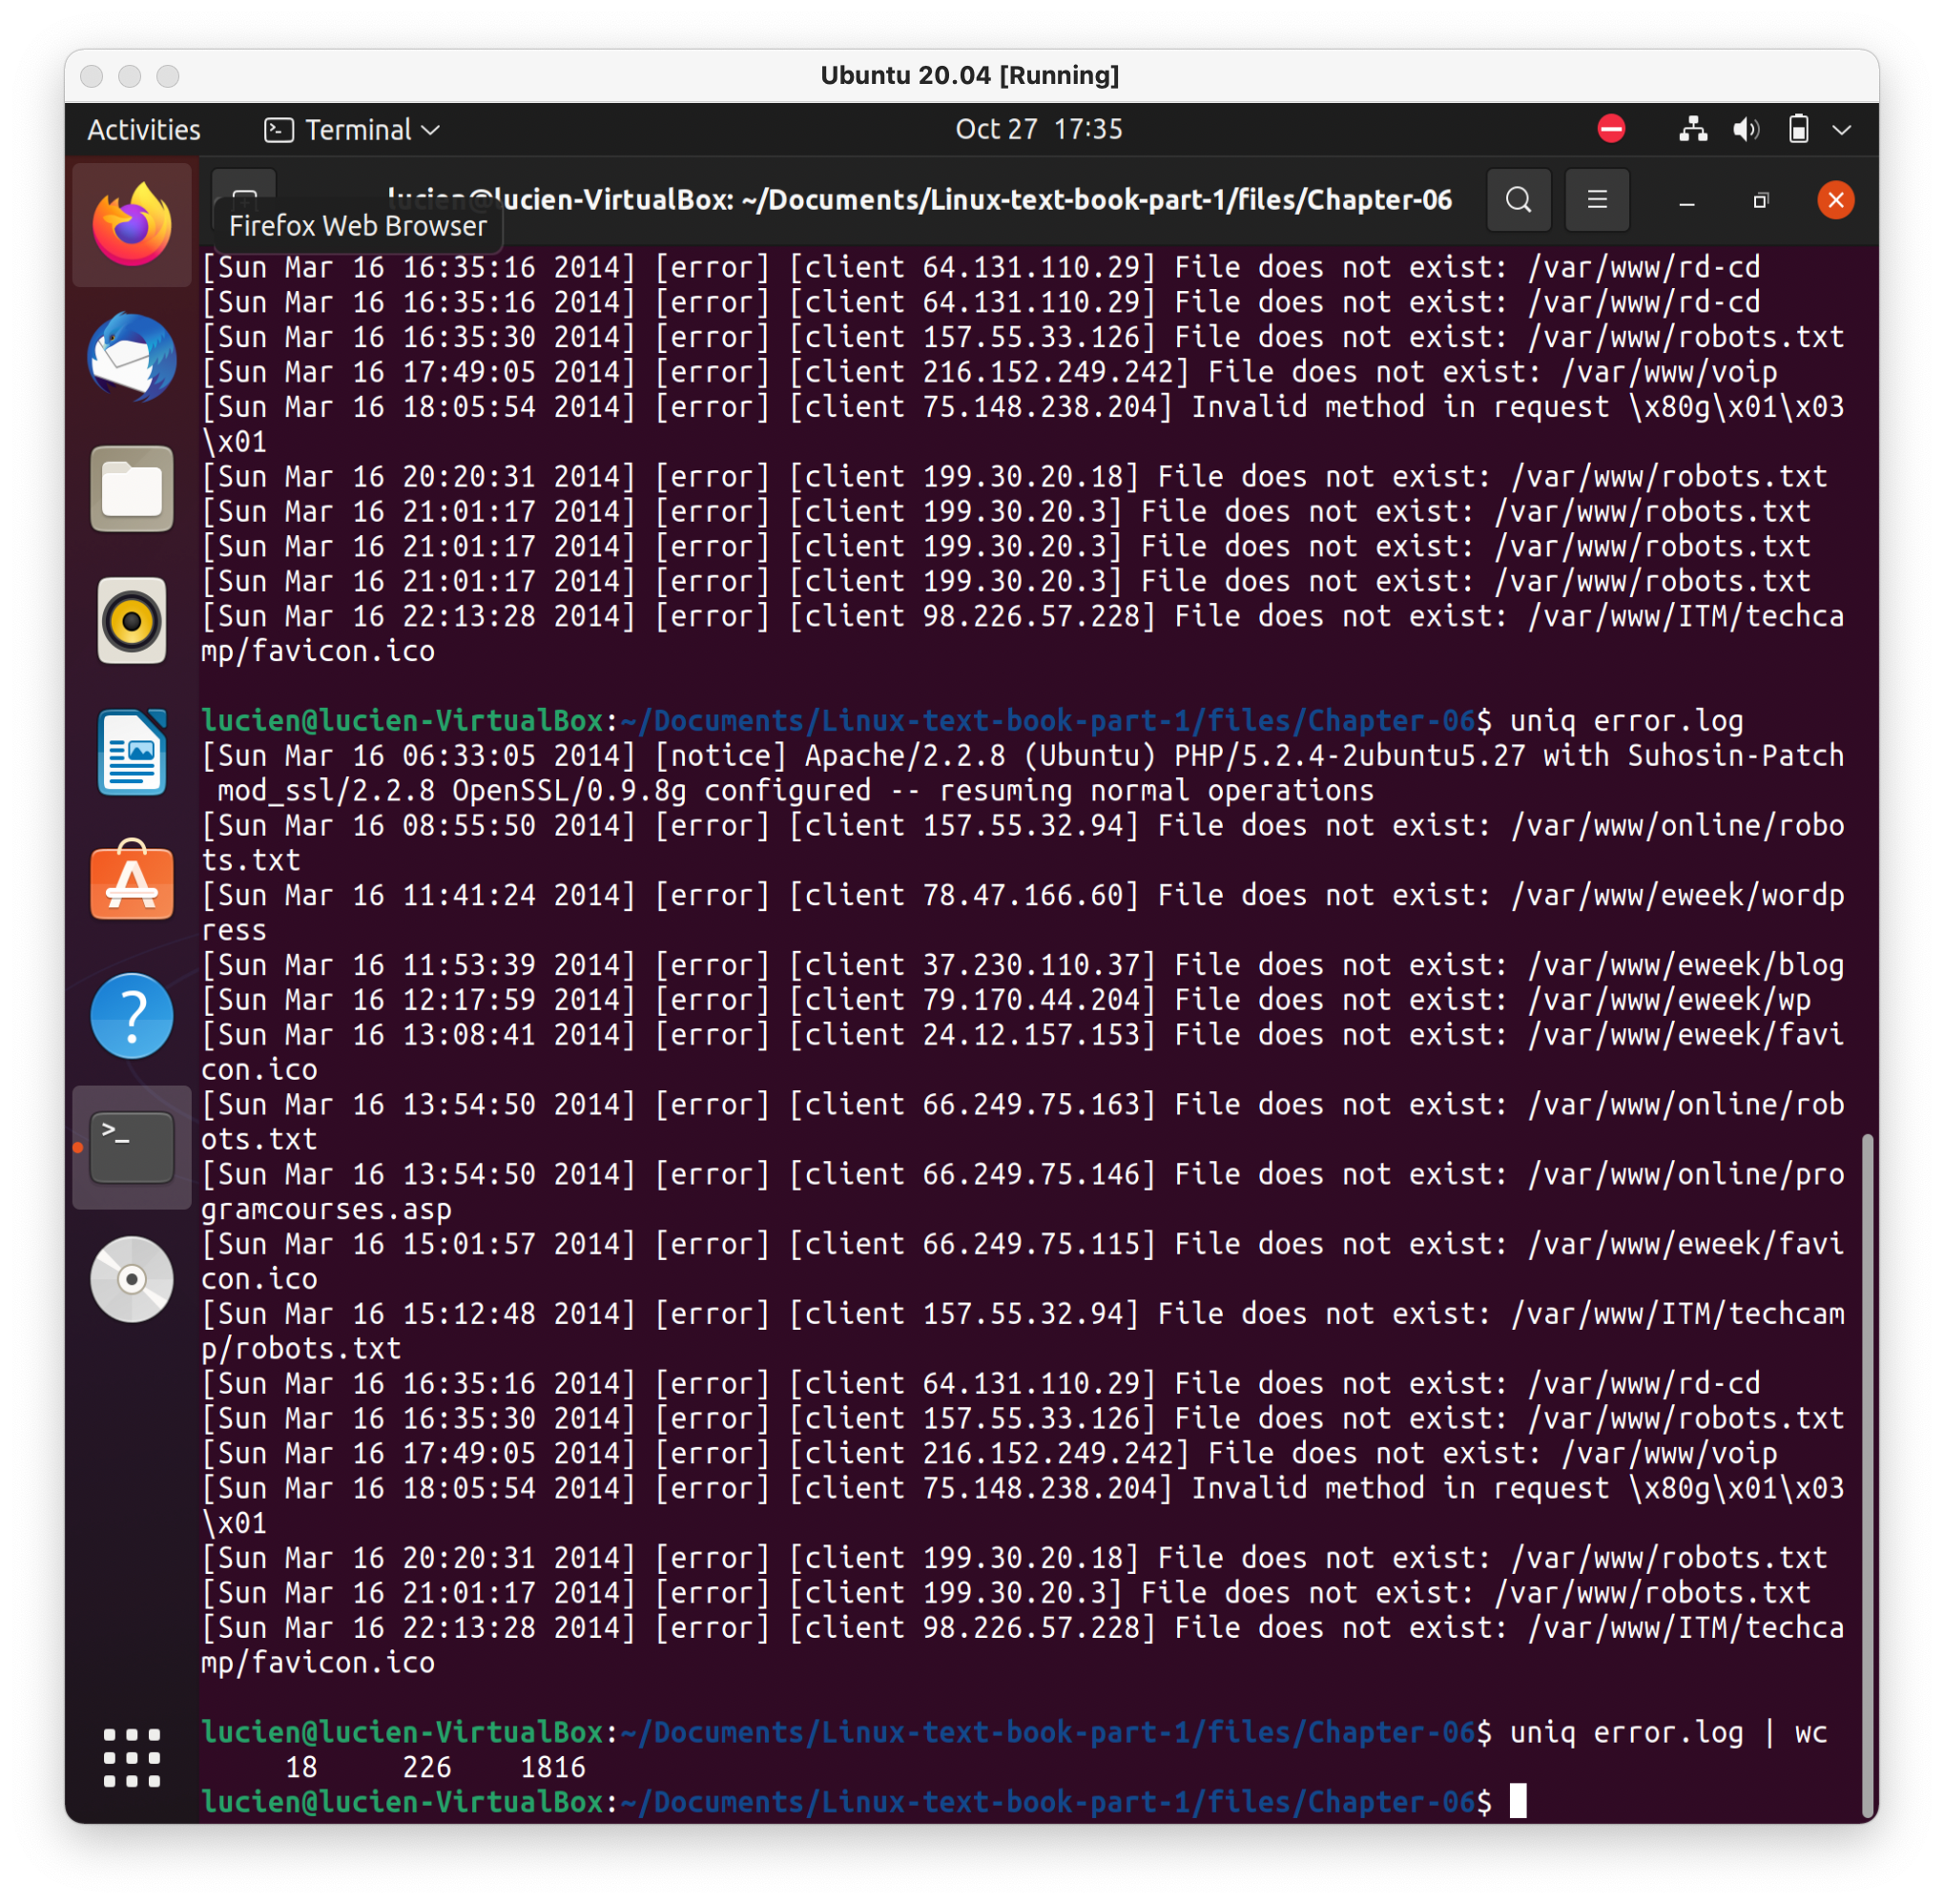 Ubuntu 20.04 [Running]
Activities Terminal Oct 27 17:35
lucien@lucien-VirtualBox: ~/Documents/Linux-text-book-part-1/files/Chapter-06
Firefox Web Browser
[Sun Mar 16 16:35:16 2014] [error] [client 64.131.110.29] File does not exist: /var/www/rd-cd
[Sun Mar 16 16:35:16 2014] [error] [client 64.131.110.29] File does not exist: /var/www/rd-cd
[Sun Mar 16 16:35:30 2014] [error] [client 157.55.33.126] File does not exist: /var/www/robots.txt
[Sun Mar 16 17:49:05 2014] [error] [client 216.152.249.242] File does not exist: /var/www/voip
[Sun Mar 16 18:05:54 2014] [error] [client 75.148.238.204] Invalid method in request \x80g\x01\x03
\x01
[Sun Mar 16 20:20:31 2014] [error] [client 199.30.20.18] File does not exist: /var/www/robots.txt
[Sun Mar 16 21:01:17 2014] [error] [client 199.30.20.3] File does not exist: /var/www/robots.txt
[Sun Mar 16 21:01:17 2014] [error] [client 199.30.20.3] File does not exist: /var/www/robots.txt
[Sun Mar 16 21:01:17 2014] [error] [client 199.30.20.3] File does not exist: /var/www/robots.txt
[Sun Mar 16 22:13:28 2014] [error] [client 98.226.57.228] File does not exist: /var/www/ITM/techca
mp/favicon.ico
lucien@lucien-VirtualBox:~/Documents/Linux-text-book-part-1/files/Chapter-06$ uniq error.log
[Sun Mar 16 06:33:05 2014] [notice] Apache/2.2.8 (Ubuntu) PHP/5.2.4-2ubuntu5.27 with Suhosin-Patch
 mod_ssl/2.2.8 OpenSSL/0.9.8g configured -- resuming normal operations
[Sun Mar 16 08:55:50 2014] [error] [client 157.55.32.94] File does not exist: /var/www/online/robo
ts.txt
[Sun Mar 16 11:41:24 2014] [error] [client 78.47.166.60] File does not exist: /var/www/eweek/wordp
ress
[Sun Mar 16 11:53:39 2014] [error] [client 37.230.110.37] File does not exist: /var/www/eweek/blog
[Sun Mar 16 12:17:59 2014] [error] [client 79.170.44.204] File does not exist: /var/www/eweek/wp
[Sun Mar 16 13:08:41 2014] [error] [client 24.12.157.153] File does not exist: /var/www/eweek/favi
con.ico
[Sun Mar 16 13:54:50 2014] [error] [client 66.249.75.163] File does not exist: /var/www/online/rob
ots.txt
[Sun Mar 16 13:54:50 2014] [error] [client 66.249.75.146] File does not exist: /var/www/online/pro
gramcourses.asp
[Sun Mar 16 15:01:57 2014] [error] [client 66.249.75.115] File does not exist: /var/www/eweek/favi
con.ico
[Sun Mar 16 15:12:48 2014] [error] [client 157.55.32.94] File does not exist: /var/www/ITM/techcam
p/robots.txt
[Sun Mar 16 16:35:16 2014] [error] [client 64.131.110.29] File does not exist: /var/www/rd-cd
[Sun Mar 16 16:35:30 2014] [error] [client 157.55.33.126] File does not exist: /var/www/robots.txt
[Sun Mar 16 17:49:05 2014] [error] [client 216.152.249.242] File does not exist: /var/www/voip
[Sun Mar 16 18:05:54 2014] [error] [client 75.148.238.204] Invalid method in request \x80g\x01\x03
\x01
[Sun Mar 16 20:20:31 2014] [error] [client 199.30.20.18] File does not exist: /var/www/robots.txt
[Sun Mar 16 21:01:17 2014] [error] [client 199.30.20.3] File does not exist: /var/www/robots.txt
[Sun Mar 16 22:13:28 2014] [error] [client 98.226.57.228] File does not exist: /var/www/ITM/techca
mp/favicon.ico
lucien@lucien-VirtualBox:~/Documents/Linux-text-book-part-1/files/Chapter-06$ uniq error.log | wc
     18     226    1816
lucien@lucien-VirtualBox:~/Documents/Linux-text-book-part-1/files/Chapter-06$